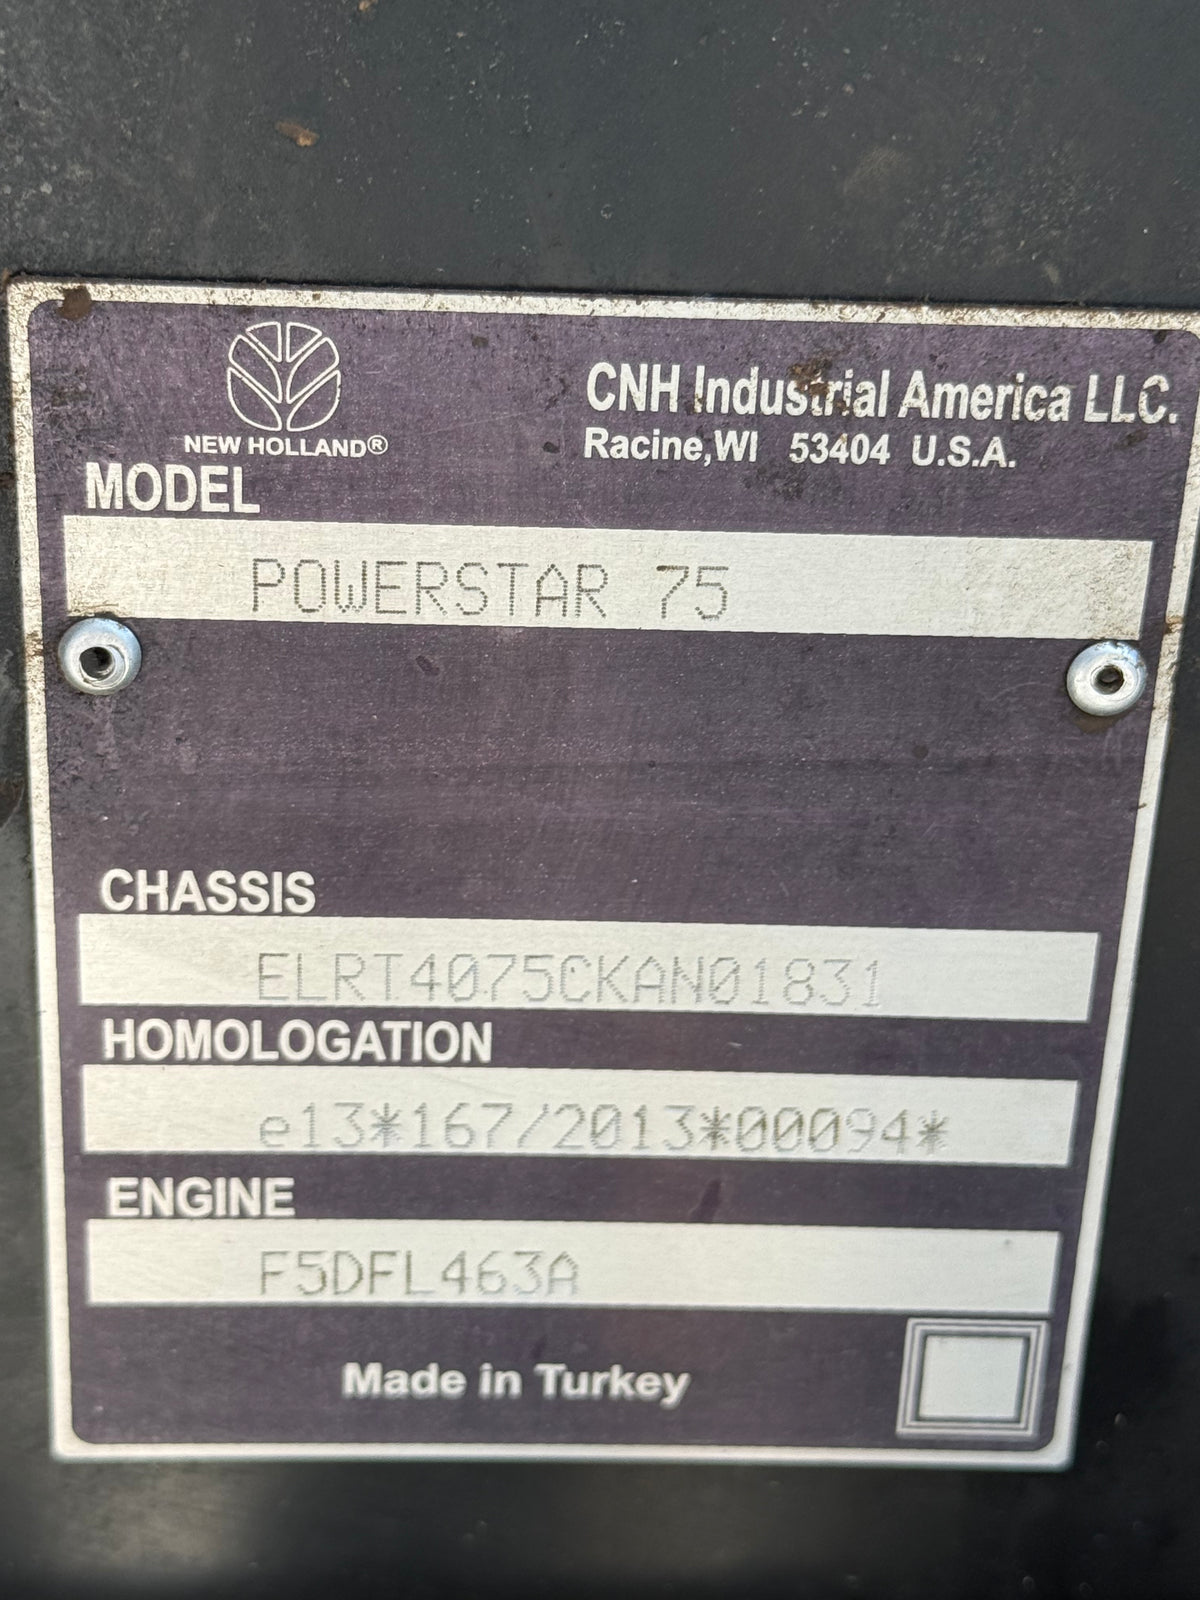 NEW HOLLAND®
CNH Industrial America LLC.
Racine, WI 53404 U.S.A.
MODEL
POWERSTAR 75
CHASSIS
ELRT4075CKAN01831
HOMOLOGATION
e13*167/2013*00094*
ENGINE
F5DFL463A
Made in Turkey